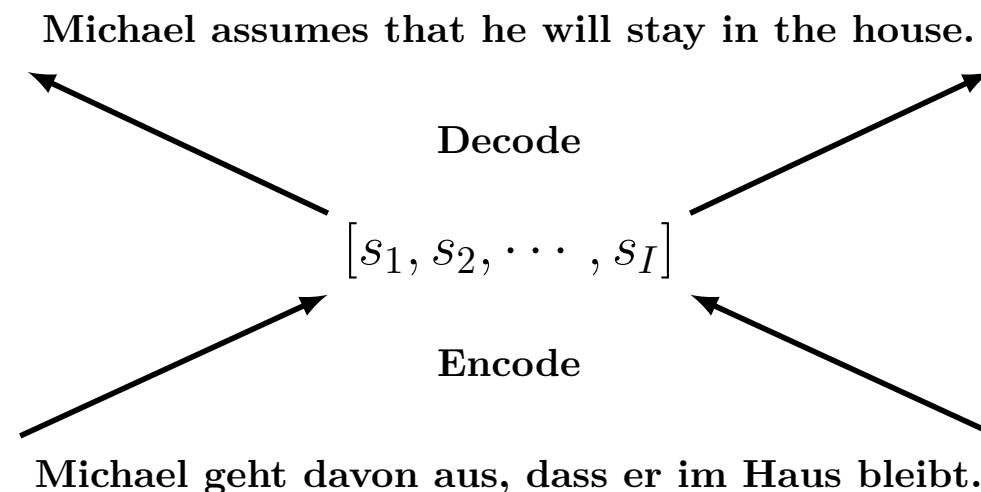 Michael assumes that he will stay in the house.
Decode
[s₁, s₂, ⋯ , s_I]
Encode
Michael geht davon aus, dass er im Haus bleibt.